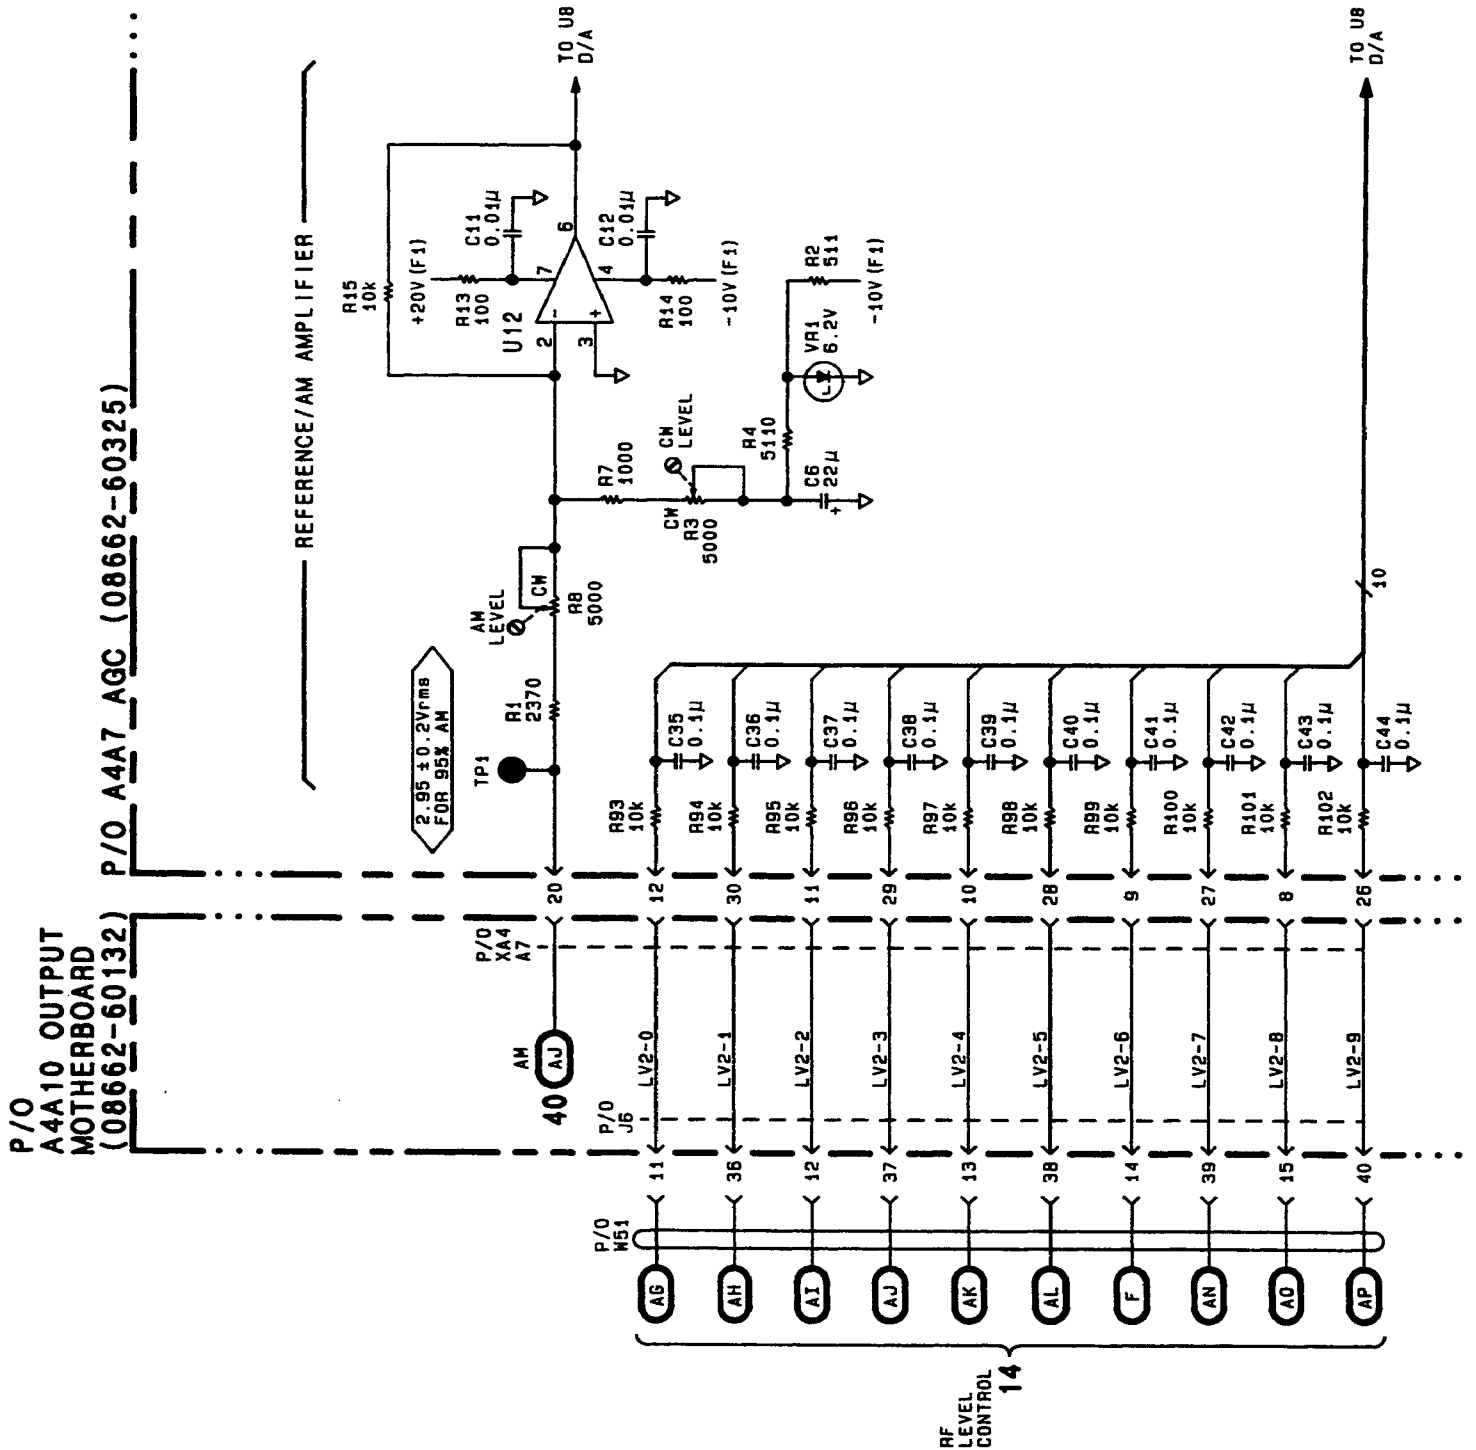 P/O
A4A10 OUTPUT
MOTHERBOARD
(08662-60132)
P/O A4A7 AGC (08662-60325)
REFERENCE/AM AMPLIFIER
2.95 ±0.2Vrms
FOR 95% AM
TP1
R1
2370
AM
LEVEL
CW
R8
5000
R15
10k
+20V (F1)
R13
100
C11
0.01µ
U12
2
3
-
+
7
4
6
C12
0.01µ
R14
100
-10V (F1)
TO U8
D/A
R7
1000
CW
LEVEL
CW
R3
5000
R4
5110
C6
22µ
+
VR1
6.2V
R2
511
-10V (F1)
AM
40
AJ
P/O
XA4
A7
20
P/O
W51
P/O
J6
AG
11
LV2-0
12
R93
10k
C35
0.1µ
AH
36
LV2-1
30
R94
10k
C36
0.1µ
AI
12
LV2-2
11
R95
10k
C37
0.1µ
AJ
37
LV2-3
29
R96
10k
C38
0.1µ
AK
13
LV2-4
10
R97
10k
C39
0.1µ
AL
38
LV2-5
28
R98
10k
C40
0.1µ
F
14
LV2-6
9
R99
10k
C41
0.1µ
AN
39
LV2-7
27
R100
10k
C42
0.1µ
AO
15
LV2-8
8
R101
10k
C43
0.1µ
AP
40
LV2-9
26
R102
10k
C44
0.1µ
10
TO U8
D/A
RF
LEVEL
CONTROL
14